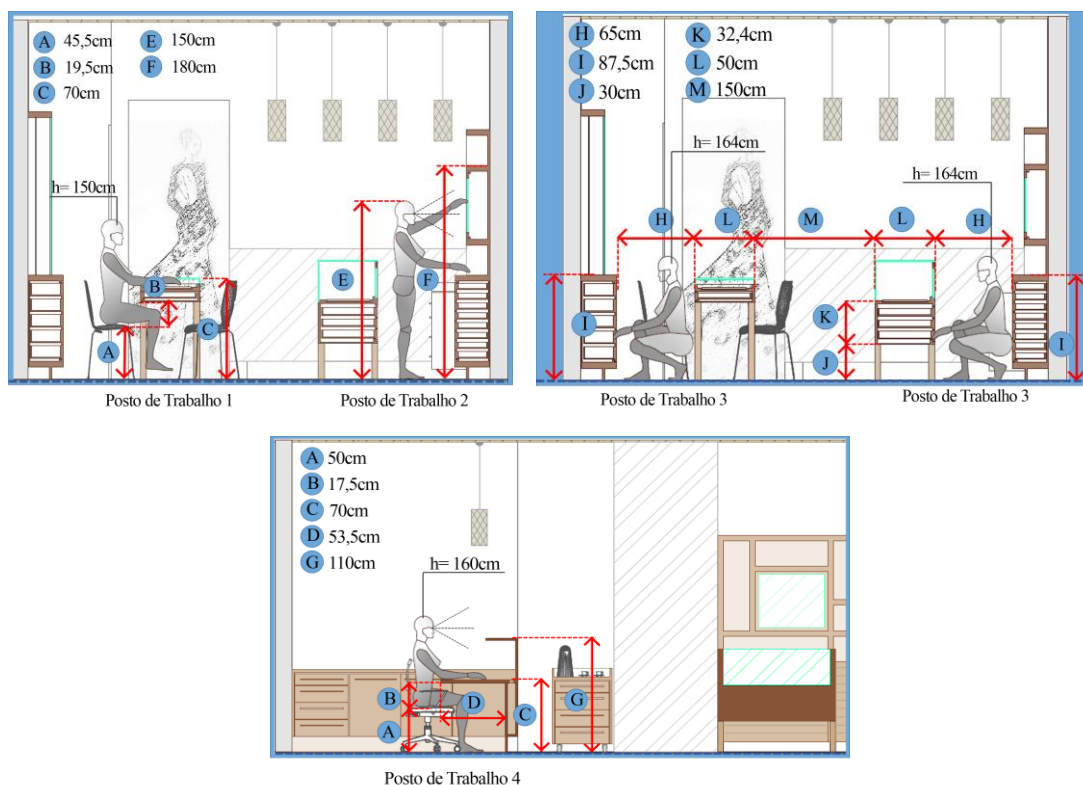 A 45,5cm E 150cm
B 19,5cm F 180cm
C 70cm
h= 150cm
B
E
F
C
A
Posto de Trabalho 1
Posto de Trabalho 2
H 65cm K 32,4cm
I 87,5cm L 50cm
J 30cm M 150cm
h= 164cm
h= 164cm
H L M L H
I
K
J
I
Posto de Trabalho 3
Posto de Trabalho 3
A 50cm
B 17,5cm
C 70cm
D 53,5cm
G 110cm
h= 160cm
B
D
G
C
A
Posto de Trabalho 4